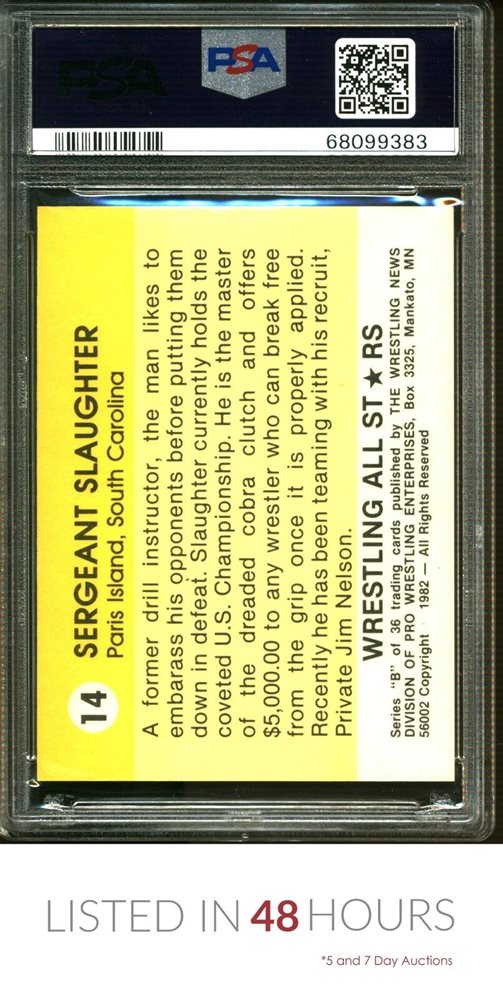 PSA
PSA
68099383
14
SERGEANT SLAUGHTER
Paris Island, South Carolina
A former drill instructor, the man likes to
embarass his opponents before putting them
down in defeat. Slaughter currently holds the
coveted U.S. Championship. He is the master
of the dreaded cobra clutch and offers
$5,000.00 to any wrestler who can break free
from the grip once it is properly applied.
Recently he has been teaming with his recruit,
Private Jim Nelson.
WRESTLING ALL ST★RS
Series "B" of 36 trading cards published by THE WRESTLING NEWS
DIVISION OF PRO WRESTLING ENTERPRISES, Box 3325, Mankato, MN
56002 Copyright 1982 — All Rights Reserved
LISTED IN 48 HOURS
*5 and 7 Day Auctions